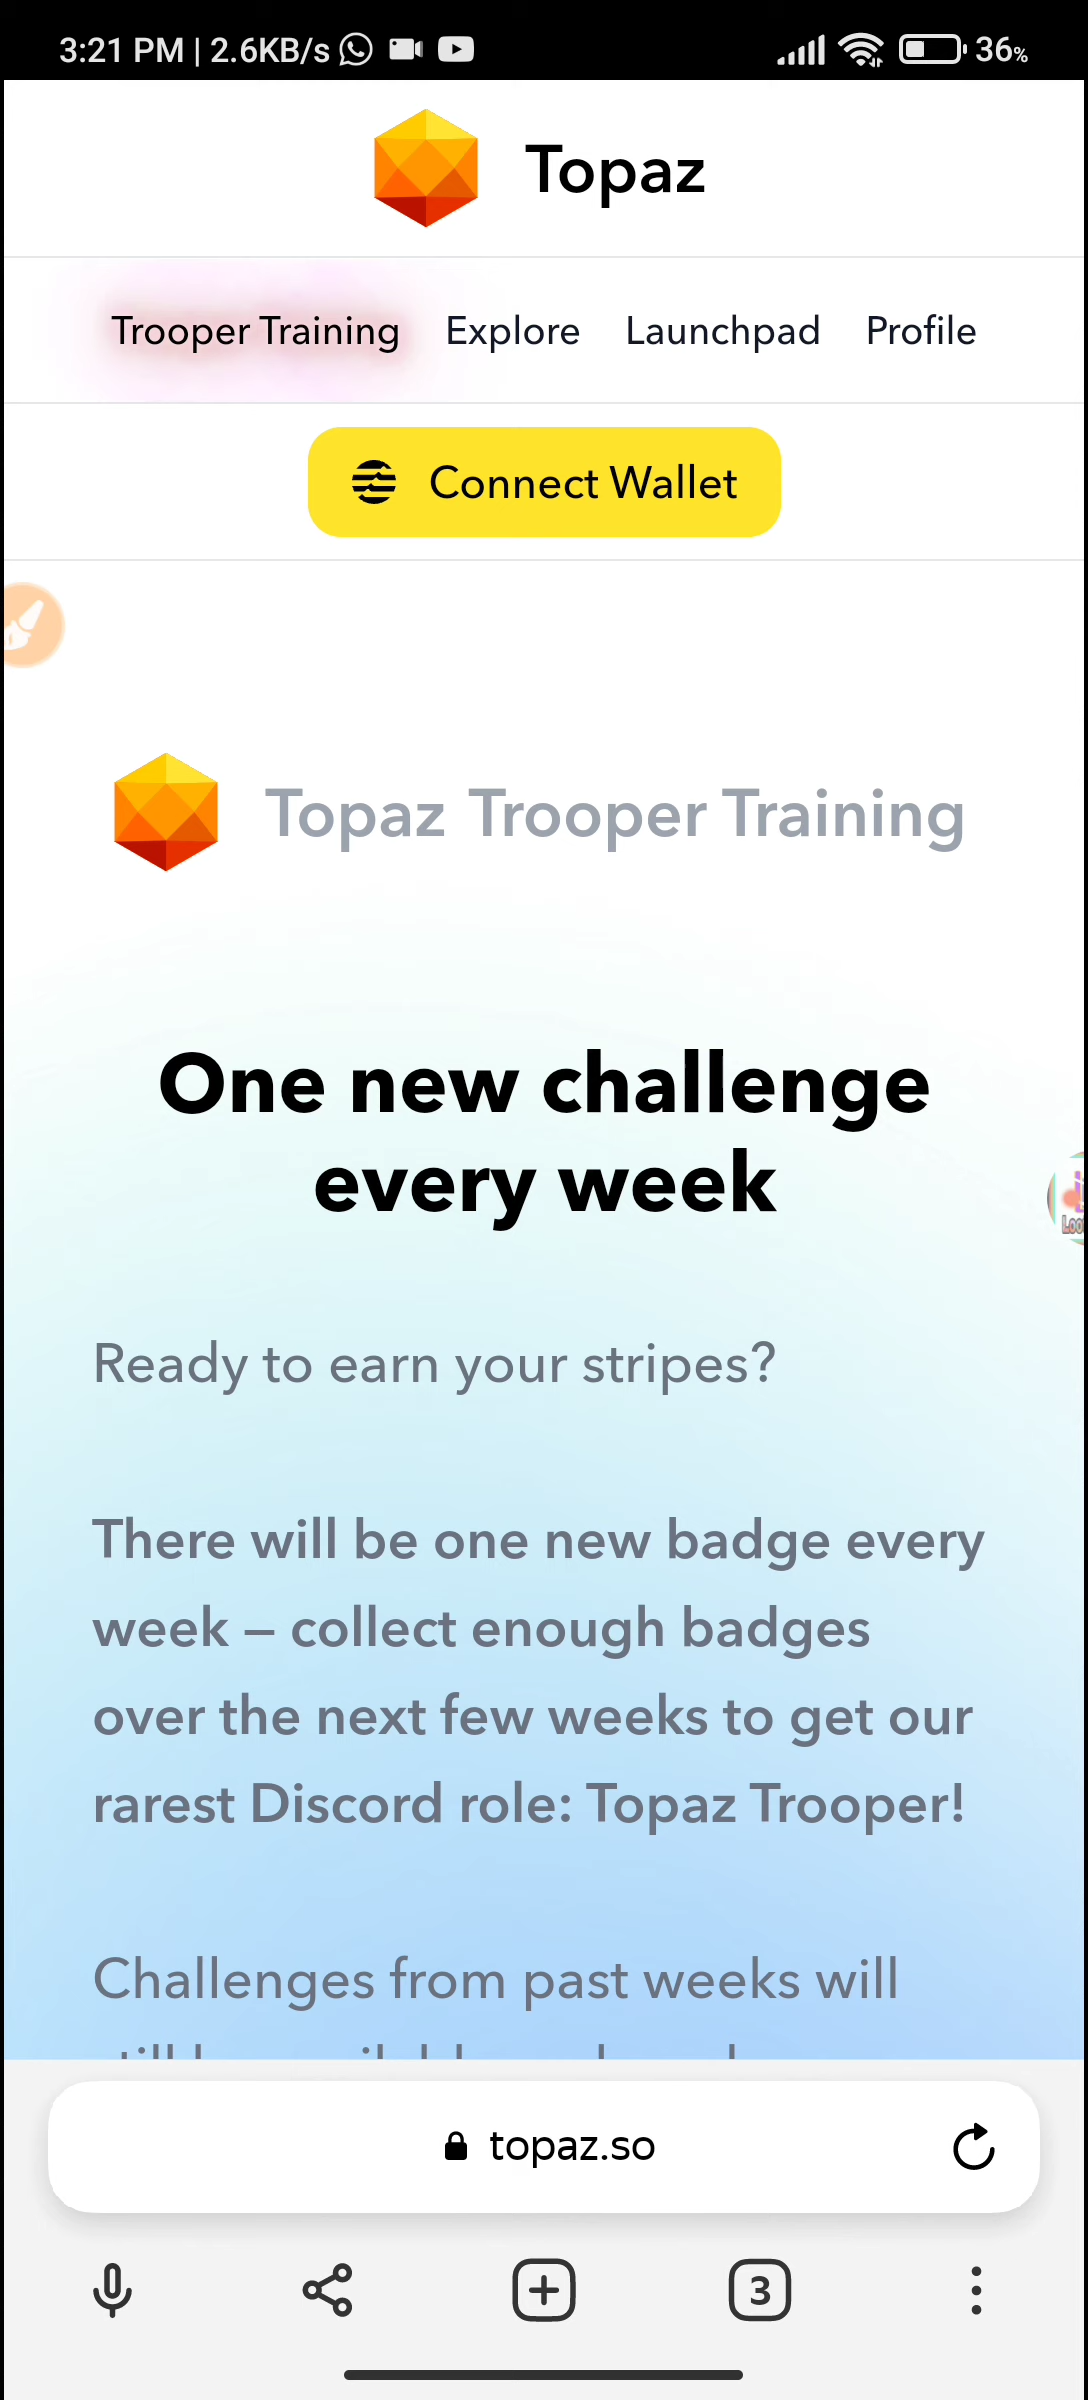 3:21 PM | 2.6KB/s 36%
Topaz
Trooper Training Explore Launchpad Profile
Connect Wallet
Topaz Trooper Training
One new challenge
every week
Ready to earn your stripes?
There will be one new badge every
week – collect enough badges
over the next few weeks to get our
rarest Discord role: Topaz Trooper!
Challenges from past weeks will
topaz.so
3